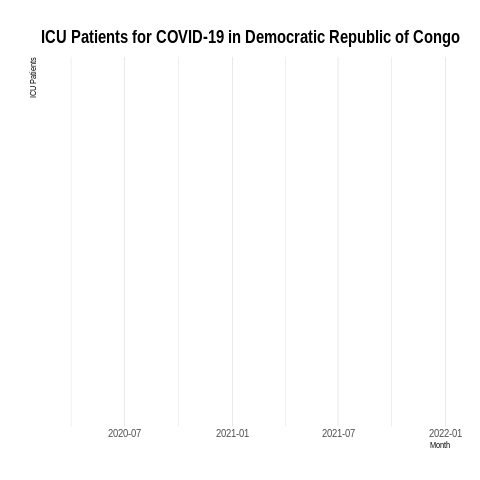 ICU Patients for COVID-19 in Democratic Republic of Congo
ICU Patients
2020-07 2021-01 2021-07 2022-01
Month